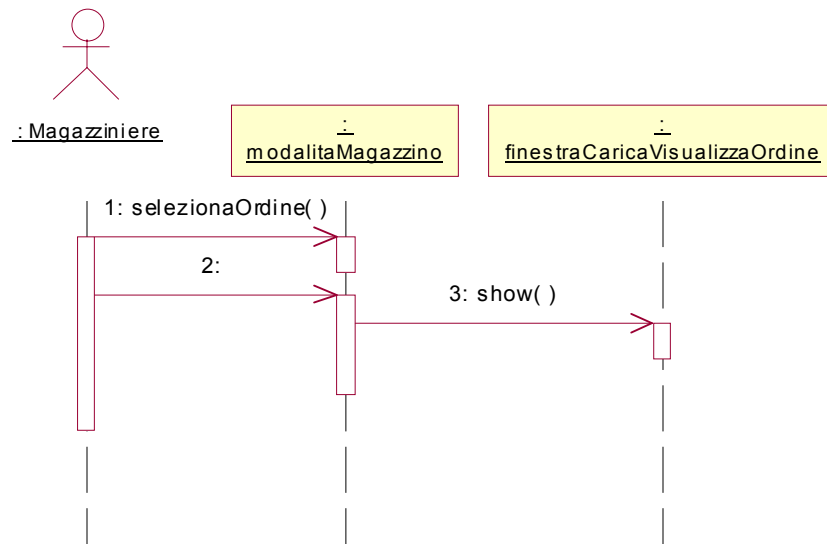 : Magazziniere
:
modalitaMagazzino
:
finestraCaricaVisualizzaOrdine
1: selezionaOrdine( )
2:
3: show( )